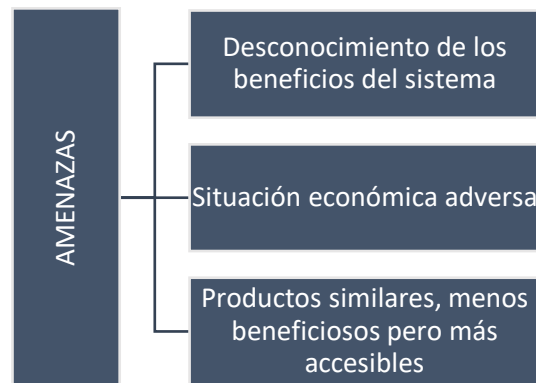 AMENAZAS
Desconocimiento de los
beneficios del sistema
Situación económica adversa
Productos similares, menos
beneficiosos pero más
accesibles